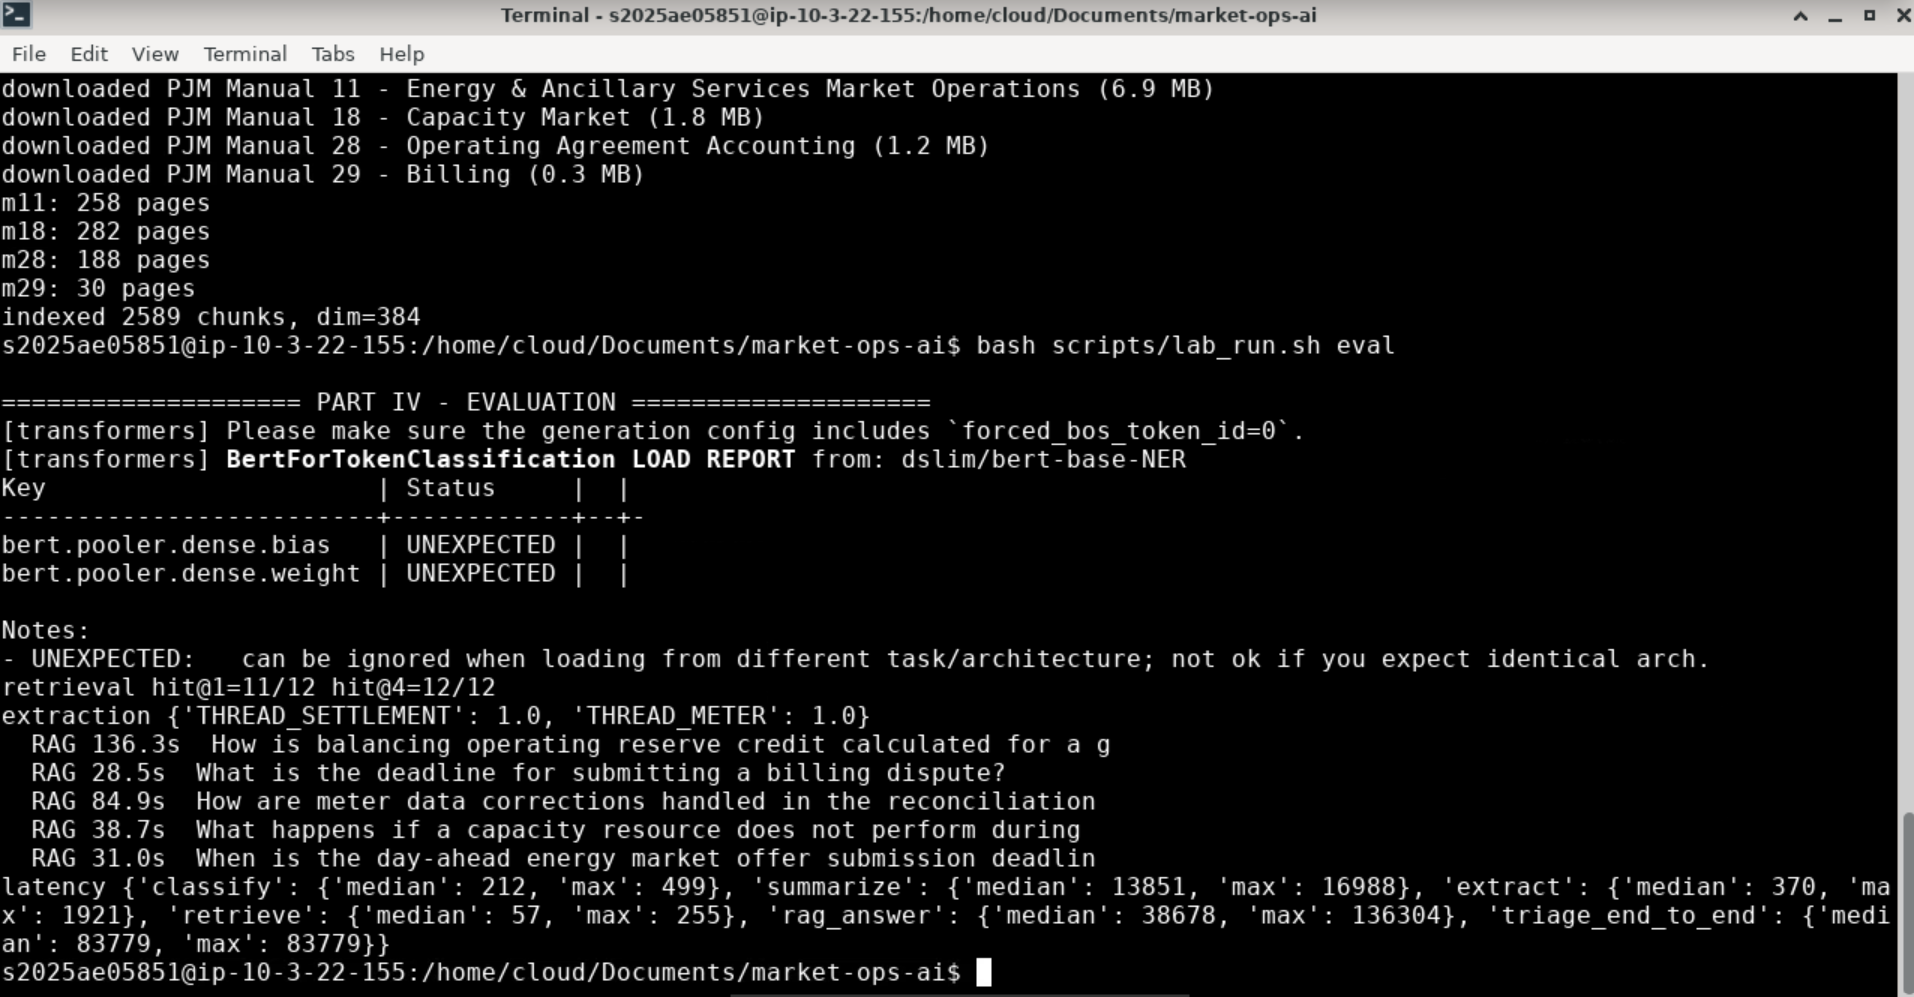 Terminal - s2025ae05851@ip-10-3-22-155:/home/cloud/Documents/market-ops-ai
File Edit View Terminal Tabs Help
downloaded PJM Manual 11 - Energy & Ancillary Services Market Operations (6.9 MB)
downloaded PJM Manual 18 - Capacity Market (1.8 MB)
downloaded PJM Manual 28 - Operating Agreement Accounting (1.2 MB)
downloaded PJM Manual 29 - Billing (0.3 MB)
m11: 258 pages
m18: 282 pages
m28: 188 pages
m29: 30 pages
indexed 2589 chunks, dim=384
s2025ae05851@ip-10-3-22-155:/home/cloud/Documents/market-ops-ai$ bash scripts/lab_run.sh eval
==================== PART IV - EVALUATION ====================
[transformers] Please make sure the generation config includes `forced_bos_token_id=0`.
[transformers] BertForTokenClassification LOAD REPORT from: dslim/bert-base-NER
Key                      | Status     |  |
-------------------------+------------+--+-
bert.pooler.dense.bias   | UNEXPECTED |  |
bert.pooler.dense.weight | UNEXPECTED |  |
Notes:
- UNEXPECTED:   can be ignored when loading from different task/architecture; not ok if you expect identical arch.
retrieval hit@1=11/12 hit@4=12/12
extraction {'THREAD_SETTLEMENT': 1.0, 'THREAD_METER': 1.0}
  RAG 136.3s  How is balancing operating reserve credit calculated for a g
  RAG 28.5s  What is the deadline for submitting a billing dispute?
  RAG 84.9s  How are meter data corrections handled in the reconciliation
  RAG 38.7s  What happens if a capacity resource does not perform during
  RAG 31.0s  When is the day-ahead energy market offer submission deadlin
latency {'classify': {'median': 212, 'max': 499}, 'summarize': {'median': 13851, 'max': 16988}, 'extract': {'median': 370, 'ma
x': 1921}, 'retrieve': {'median': 57, 'max': 255}, 'rag_answer': {'median': 38678, 'max': 136304}, 'triage_end_to_end': {'medi
an': 83779, 'max': 83779}}
s2025ae05851@ip-10-3-22-155:/home/cloud/Documents/market-ops-ai$